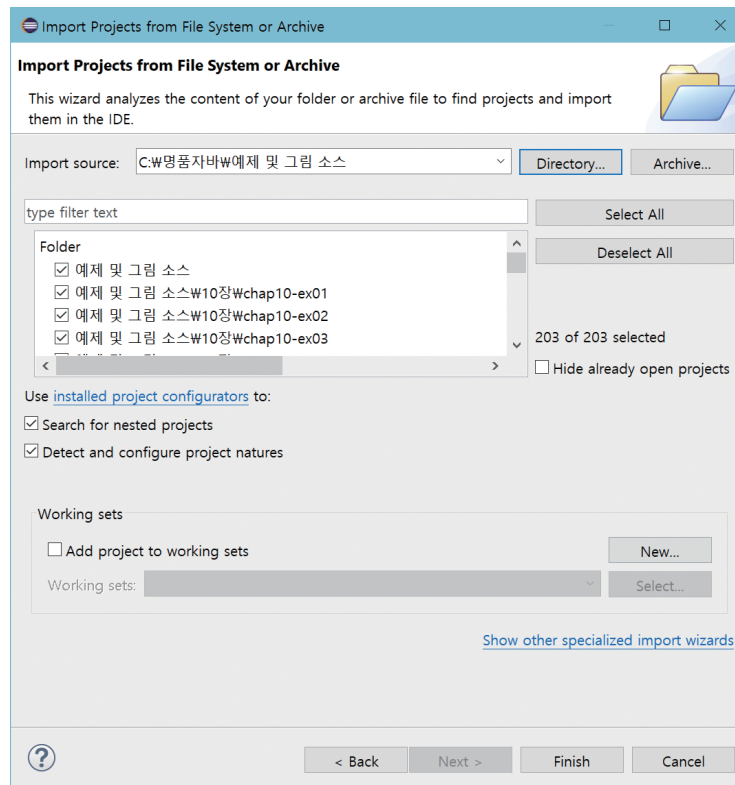 Import Projects from File System or Archive
Import Projects from File System or Archive
This wizard analyzes the content of your folder or archive file to find projects and import
them in the IDE.
Import source: C:₩명품자바₩예제 및 그림 소스 Directory... Archive...
type filter text Select All
Folder Deselect All
예제 및 그림 소스
예제 및 그림 소스₩10장₩chap10-ex01
예제 및 그림 소스₩10장₩chap10-ex02
예제 및 그림 소스₩10장₩chap10-ex03 203 of 203 selected
Hide already open projects
Use installed project configurators to:
Search for nested projects
Detect and configure project natures
Working sets
Add project to working sets New...
Working sets: Select...
Show other specialized import wizards
? < Back Next > Finish Cancel